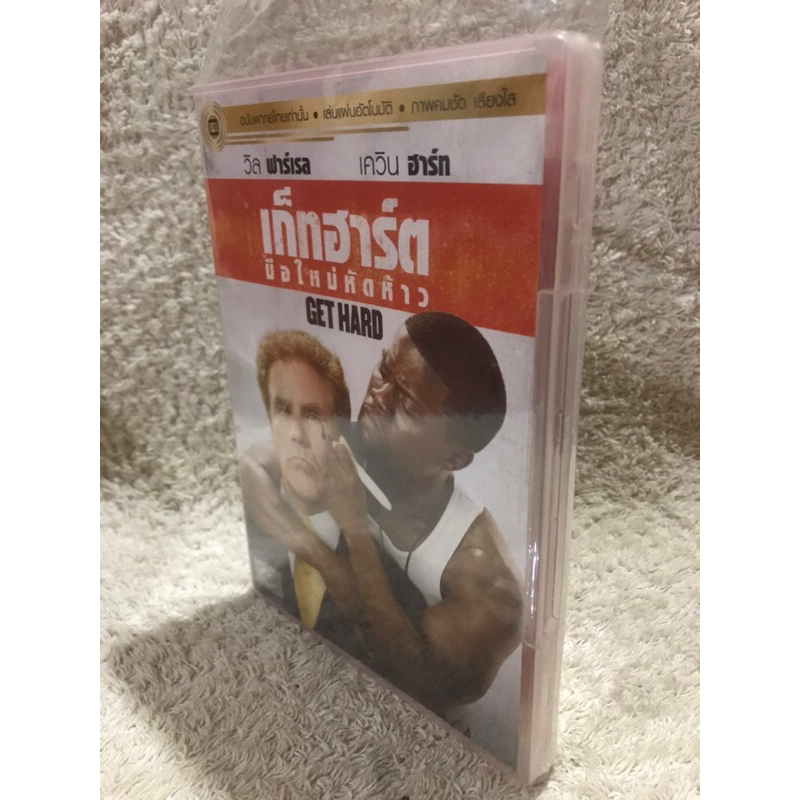 ฉบับพากย์ไทยเท่านั้น • เล่นแผ่นอัตโนมัติ • ภาพคมชัด เสียงใส
วิล ฟาร์เรล เควิน ฮาร์ท
เก็ทฮาร์ต
มือใหม่หัดห้าว
GET HARD